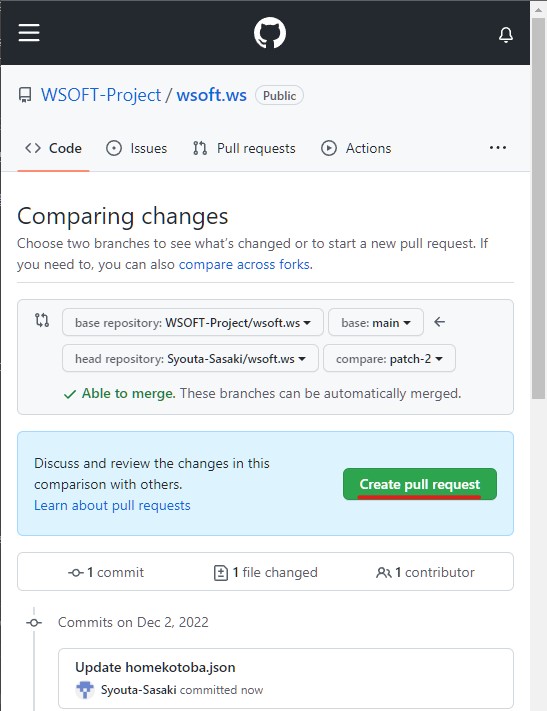 WSOFT-Project / wsoft.ws Public
Code Issues Pull requests Actions
Comparing changes
Choose two branches to see what's changed or to start a new pull request. If
you need to, you can also compare across forks.
base repository: WSOFT-Project/wsoft.ws base: main
head repository: Syouta-Sasaki/wsoft.ws compare: patch-2
Able to merge. These branches can be automatically merged.
Discuss and review the changes in this
comparison with others.
Learn about pull requests
Create pull request
1 commit 1 file changed 1 contributor
Commits on Dec 2, 2022
Update homekotoba.json
Syouta-Sasaki committed now